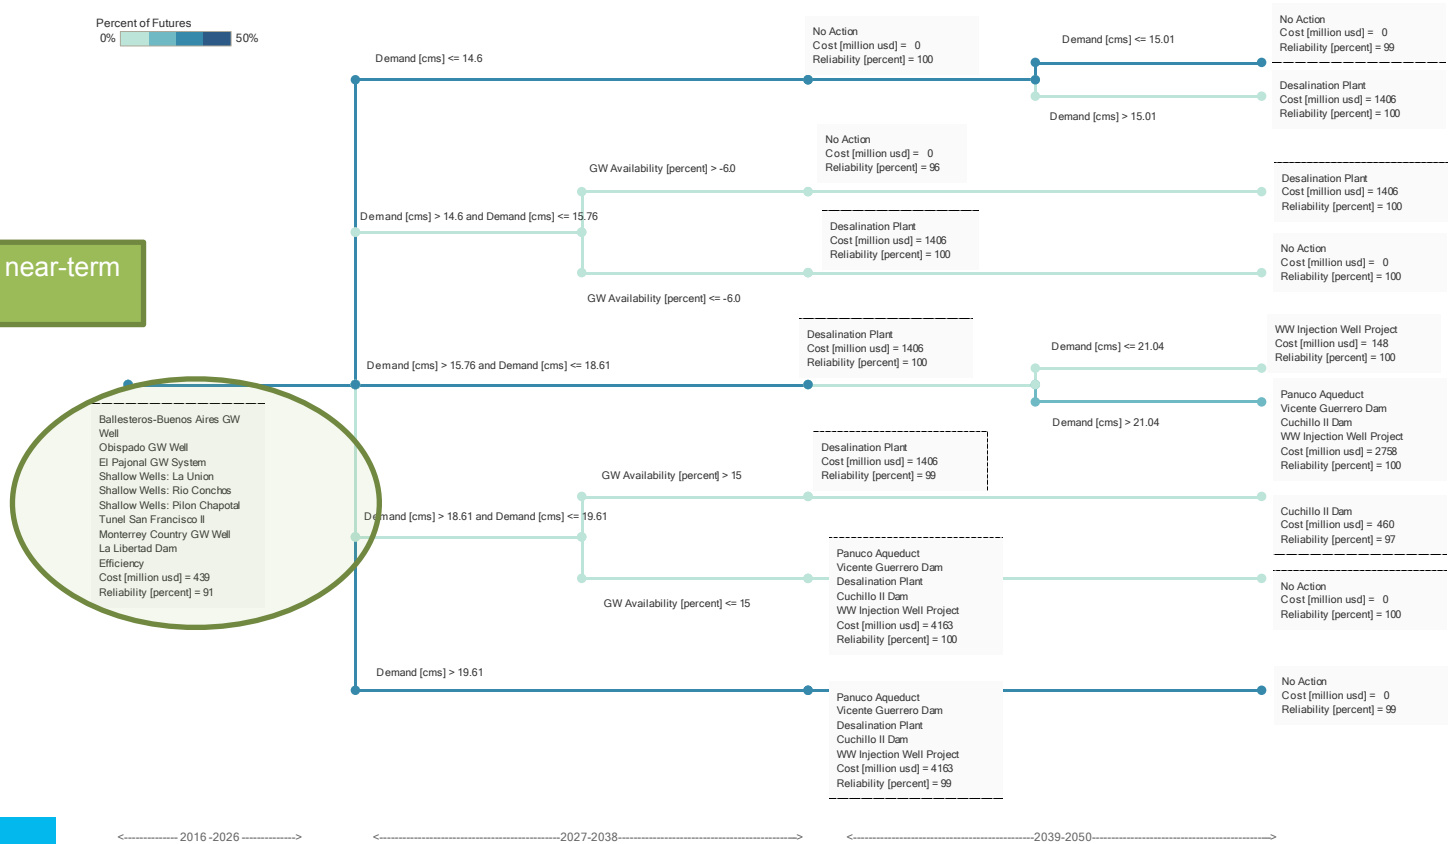 Percent of Futures
0% 50%
near-term
Ballesteros-Buenos Aires GW
Well
Obispado GW Well
El Pajonal GW System
Shallow Wells: La Union
Shallow Wells: Rio Conchos
Shallow Wells: Pilon Chapotal
Tunel San Francisco II
Monterrey Country GW Well
La Libertad Dam
Efficiency
Cost [million usd] = 439
Reliability [percent] = 91
Demand [cms] <= 14.6
Demand [cms] > 14.6 and Demand [cms] <= 15.76
GW Availability [percent] > -6.0
GW Availability [percent] <= -6.0
Demand [cms] > 15.76 and Demand [cms] <= 18.61
Demand [cms] > 18.61 and Demand [cms] <= 19.61
GW Availability [percent] > 15
GW Availability [percent] <= 15
Demand [cms] > 19.61
No Action
Cost [million usd] = 0
Reliability [percent] = 100
No Action
Cost [million usd] = 0
Reliability [percent] = 96
Desalination Plant
Cost [million usd] = 1406
Reliability [percent] = 100
Desalination Plant
Cost [million usd] = 1406
Reliability [percent] = 100
Desalination Plant
Cost [million usd] = 1406
Reliability [percent] = 99
Panuco Aqueduct
Vicente Guerrero Dam
Desalination Plant
Cuchillo II Dam
WW Injection Well Project
Cost [million usd] = 4163
Reliability [percent] = 100
Panuco Aqueduct
Vicente Guerrero Dam
Desalination Plant
Cuchillo II Dam
WW Injection Well Project
Cost [million usd] = 4163
Reliability [percent] = 99
Demand [cms] <= 15.01
Demand [cms] > 15.01
Demand [cms] <= 21.04
Demand [cms] > 21.04
No Action
Cost [million usd] = 0
Reliability [percent] = 99
Desalination Plant
Cost [million usd] = 1406
Reliability [percent] = 100
Desalination Plant
Cost [million usd] = 1406
Reliability [percent] = 100
No Action
Cost [million usd] = 0
Reliability [percent] = 100
WW Injection Well Project
Cost [million usd] = 148
Reliability [percent] = 100
Panuco Aqueduct
Vicente Guerrero Dam
Cuchillo II Dam
WW Injection Well Project
Cost [million usd] = 2758
Reliability [percent] = 100
Cuchillo II Dam
Cost [million usd] = 460
Reliability [percent] = 97
No Action
Cost [million usd] = 0
Reliability [percent] = 100
No Action
Cost [million usd] = 0
Reliability [percent] = 99
<-------------- 2016-2026 -------------->
<--------------------------------------------2027-2038-------------------------------------------->
<--------------------------------------------2039-2050-------------------------------------------->